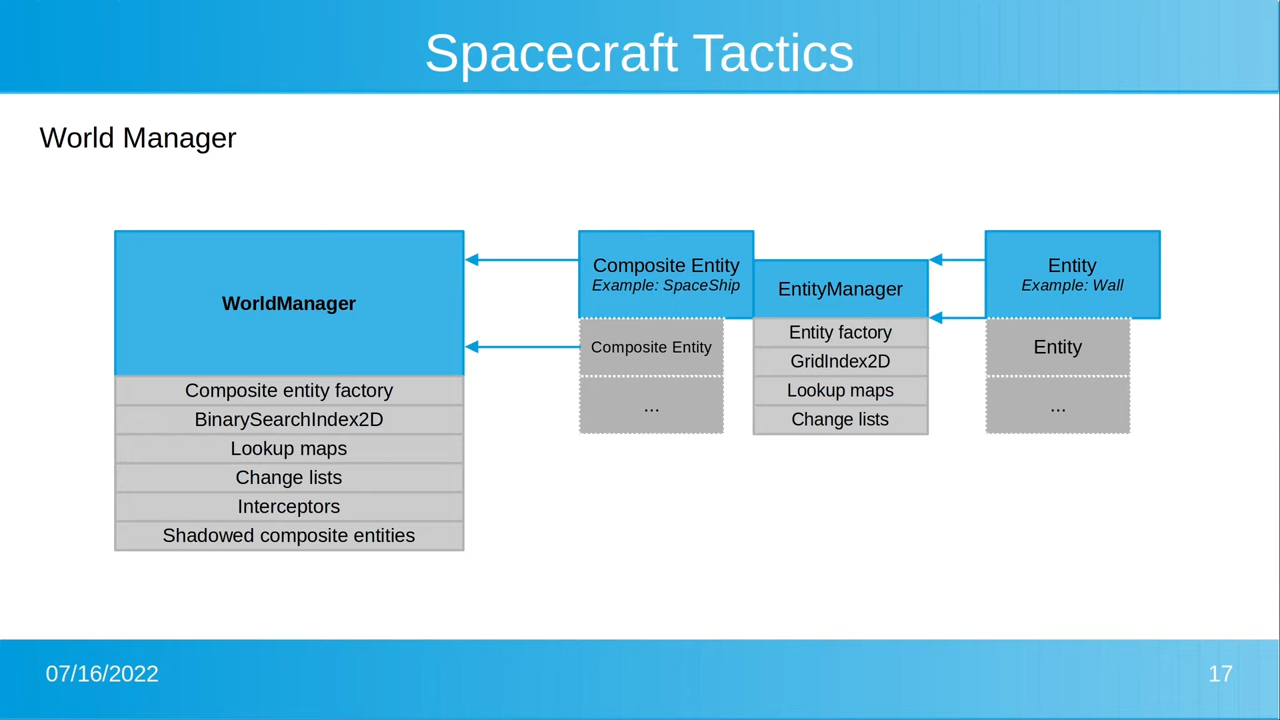 Spacecraft Tactics
World Manager
WorldManager
Composite entity factory
BinarySearchIndex2D
Lookup maps
Change lists
Interceptors
Shadowed composite entities
Composite Entity
Example: SpaceShip
Composite Entity
...
EntityManager
Entity factory
GridIndex2D
Lookup maps
Change lists
Entity
Example: Wall
Entity
...
07/16/2022
17